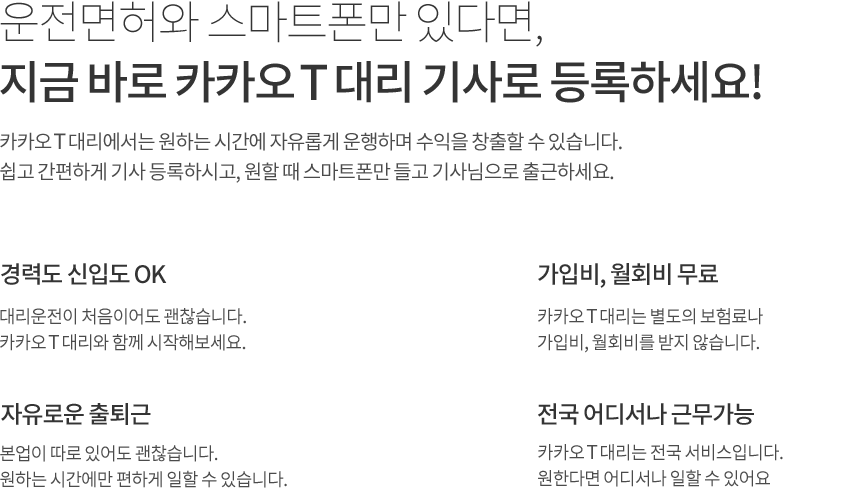 운전면허와 스마트폰만 있다면,
지금 바로 카카오 T 대리 기사로 등록하세요!
카카오 T 대리에서는 원하는 시간에 자유롭게 운행하며 수익을 창출할 수 있습니다.
쉽고 간편하게 기사 등록하시고, 원할 때 스마트폰만 들고 기사님으로 출근하세요.
경력도 신입도 OK
대리운전이 처음이어도 괜찮습니다.
카카오 T 대리와 함께 시작해보세요.
가입비, 월회비 무료
카카오 T 대리는 별도의 보험료나
가입비, 월회비를 받지 않습니다.
자유로운 출퇴근
본업이 따로 있어도 괜찮습니다.
원하는 시간에만 편하게 일할 수 있습니다.
전국 어디서나 근무가능
카카오 T 대리는 전국 서비스입니다.
원한다면 어디서나 일할 수 있어요